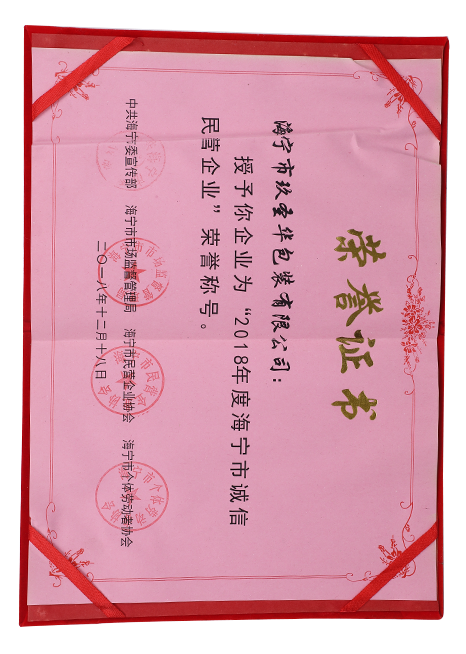 荣誉证书
海宁市玖圣华包装有限公司：
授予你企业为“2018年度海宁市诚信
民营企业”荣誉称号。
中共海宁委宣传部 海宁市市场监督管理局 海宁市民营企业协会 海宁市个体劳动者协会
二〇一八年十二月十八日